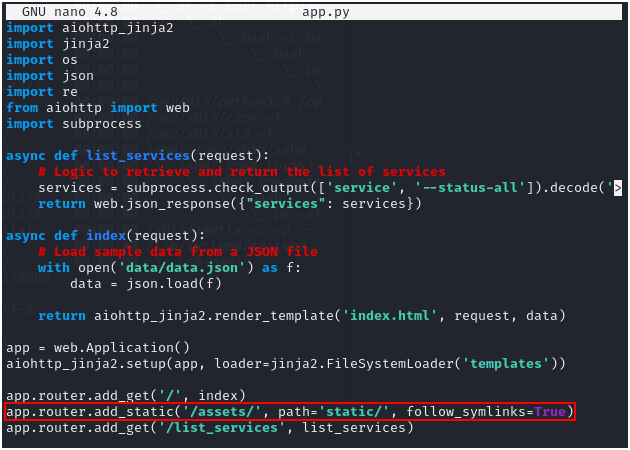 GNU nano 4.8 app.py
import aiohttp_jinja2
import jinja2
import os
import json
import re
from aiohttp import web
import subprocess
async def list_services(request):
# Logic to retrieve and return the list of services
services = subprocess.check_output(['service', '--status-all']).decode('>
return web.json_response({"services": services})
async def index(request):
# Load sample data from a JSON file
with open('data/data.json') as f:
data = json.load(f)
return aiohttp_jinja2.render_template('index.html', request, data)
app = web.Application()
aiohttp_jinja2.setup(app, loader=jinja2.FileSystemLoader('templates'))
app.router.add_get('/', index)
app.router.add_static('/assets/', path='static/', follow_symlinks=True)
app.router.add_get('/list_services', list_services)